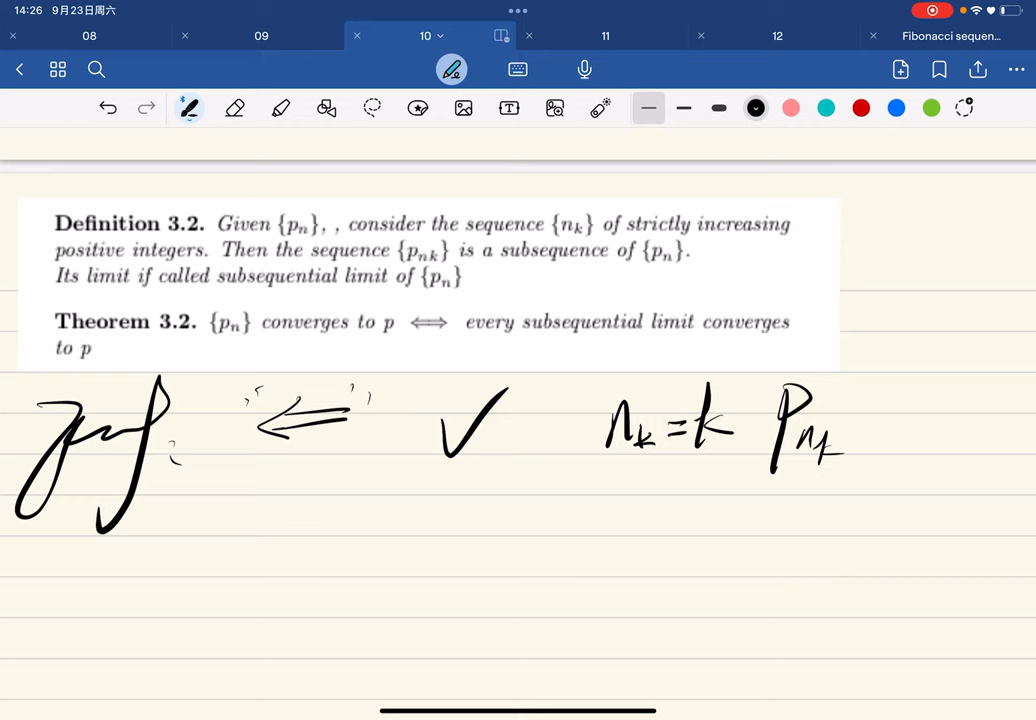 14:26 9月23日周六
08 09 10 11 12 Fibonacci sequen...
Definition 3.2. Given {pₙ}, , consider the sequence {nₖ} of strictly increasing
positive integers. Then the sequence {pₙₖ} is a subsequence of {pₙ}.
Its limit if called subsequential limit of {pₙ}
Theorem 3.2. {pₙ} converges to p ⟺ every subsequential limit converges
to p
"⇐" ✓ nₖ = k Pₙₖ